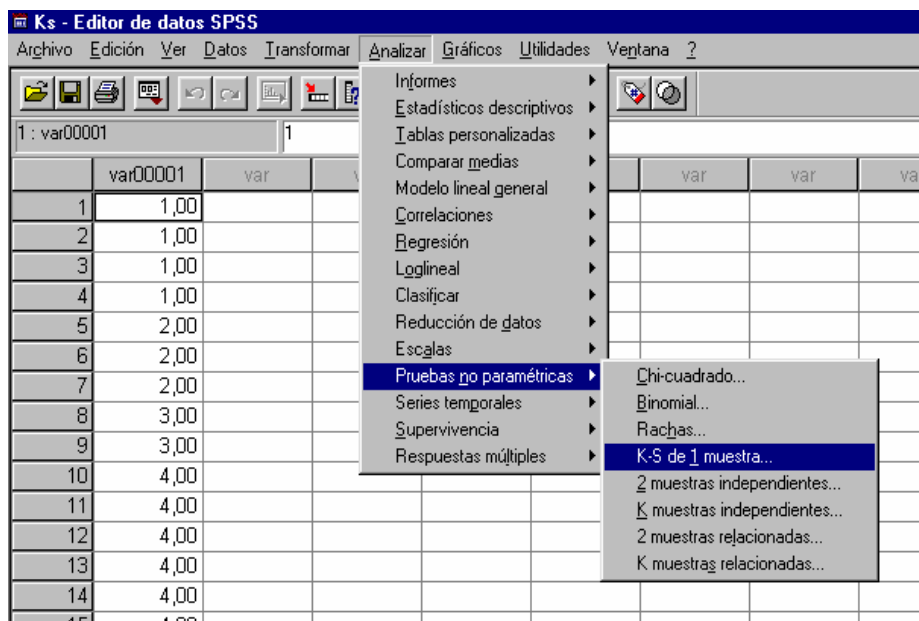 Ks - Editor de datos SPSS
Archivo Edición Ver Datos Transformar Analizar Gráficos Utilidades Ventana ?
1 : var00001 1
var00001 var var var va
1 1,00
2 1,00
3 1,00
4 1,00
5 2,00
6 2,00
7 2,00
8 3,00
9 3,00
10 4,00
11 4,00
12 4,00
13 4,00
14 4,00
Informes
Estadísticos descriptivos
Tablas personalizadas
Comparar medias
Modelo lineal general
Correlaciones
Regresión
Loglineal
Clasificar
Reducción de datos
Escalas
Pruebas no paramétricas
Series temporales
Supervivencia
Respuestas múltiples
Chi-cuadrado...
Binomial...
Rachas...
K-S de 1 muestra...
2 muestras independientes...
K muestras independientes...
2 muestras relacionadas...
K muestras relacionadas...